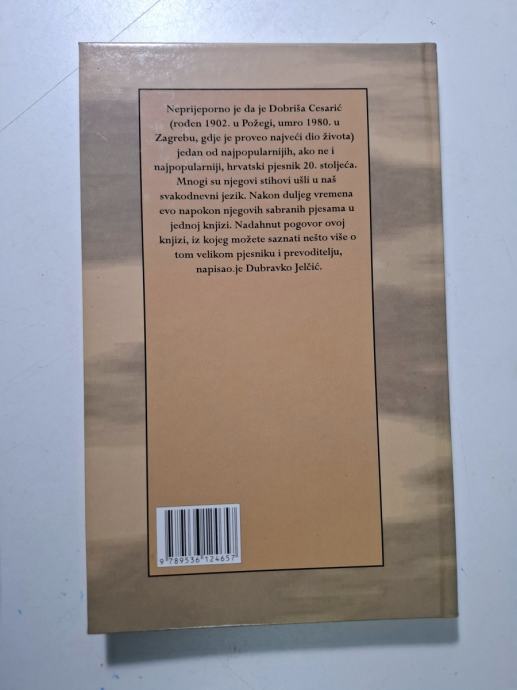 Neprijeporno je da je Dobriša Cesarić
(rođen 1902. u Požegi, umro 1980. u
Zagrebu, gdje je proveo najveći dio života)
jedan od najpopularnijih, ako ne i
najpopularniji, hrvatski pjesnik 20. stoljeća.
Mnogi su njegovi stihovi ušli u naš
svakodnevni jezik. Nakon duljeg vremena
evo napokon njegovih sabranih pjesama u
jednoj knjizi. Nadahnut pogovor ovoj
knjizi, iz kojeg možete saznati nešto više o
tom velikom pjesniku i prevoditelju,
napisao.je Dubravko Jelčić.
9 789536 124657